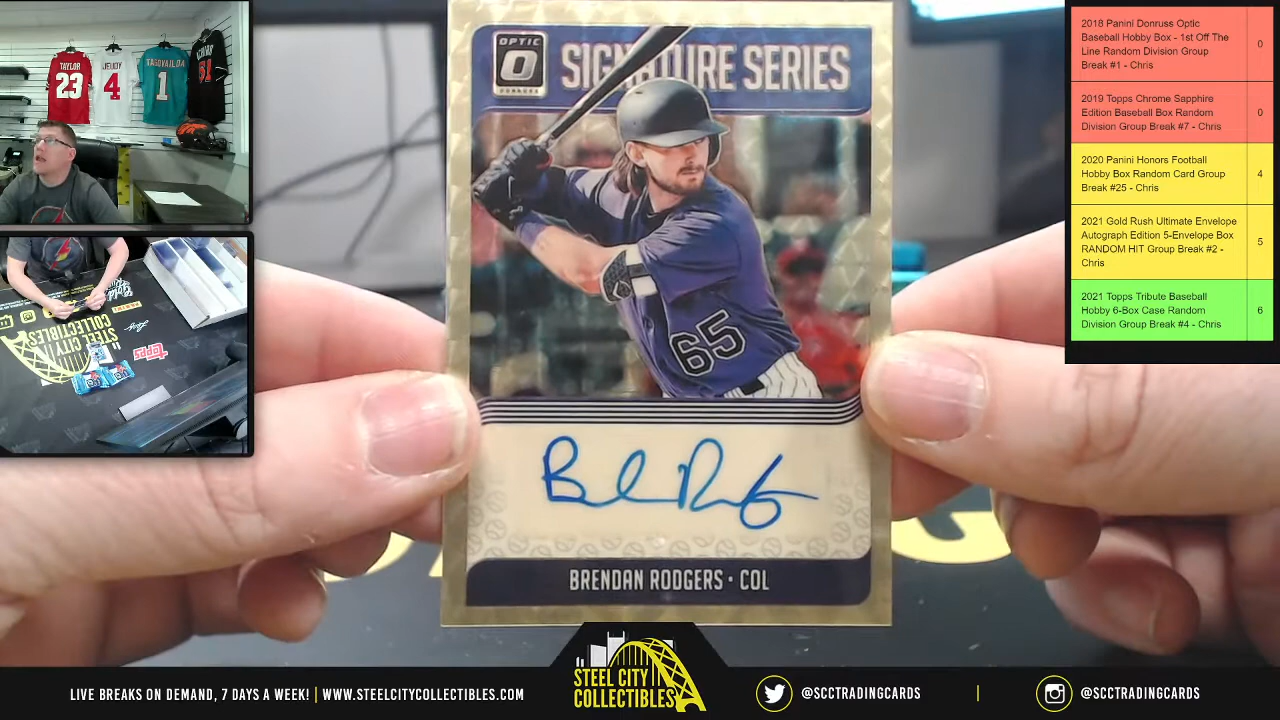 TAYLOR
23
JEUDY
4
TAGOVAILOA
1
OPTIC
DONRUSS
SIGNATURE SERIES
65
BRENDAN RODGERS · COL
STEEL CITY
COLLECTIBLES
topps
2018 Panini Donruss Optic
Baseball Hobby Box - 1st Off The
Line Random Division Group
Break #1 - Chris
0
2019 Topps Chrome Sapphire
Edition Baseball Box Random
Division Group Break #7 - Chris
0
2020 Panini Honors Football
Hobby Box Random Card Group
Break #25 - Chris
4
2021 Gold Rush Ultimate Envelope
Autograph Edition 5-Envelope Box
RANDOM HIT Group Break #2 -
Chris
5
2021 Topps Tribute Baseball
Hobby 6-Box Case Random
Division Group Break #4 - Chris
6
LIVE BREAKS ON DEMAND, 7 DAYS A WEEK! | WWW.STEELCITYCOLLECTIBLES.COM
STEEL CITY
COLLECTIBLES
@SCCTRADINGCARDS | @SCCTRADINGCARDS